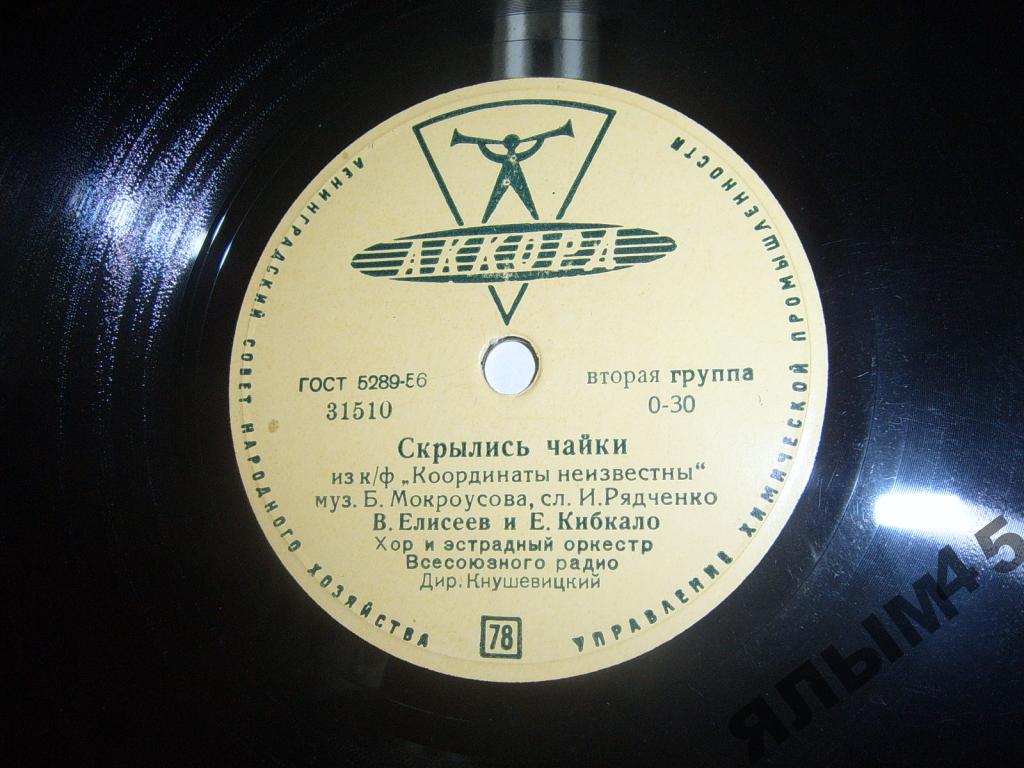 АККОРД
ЛЕНИНГРАДСКИЙ СОВЕТ НАРОДНОГО ХОЗЯЙСТВА
УПРАВЛЕНИЕ ХИМИЧЕСКОЙ ПРОМЫШЛЕННОСТИ
ГОСТ 5289-56
вторая группа
31510
0-30
Скрылись чайки
из к/ф „Координаты неизвестны"
муз. Б. Мокроусова, сл. И. Рядченко
В. Елисеев и Е. Кибкало
Хор и эстрадный оркестр
Всесоюзного радио
Дир. Кнушевицкий
78
ЯЛЫМ45